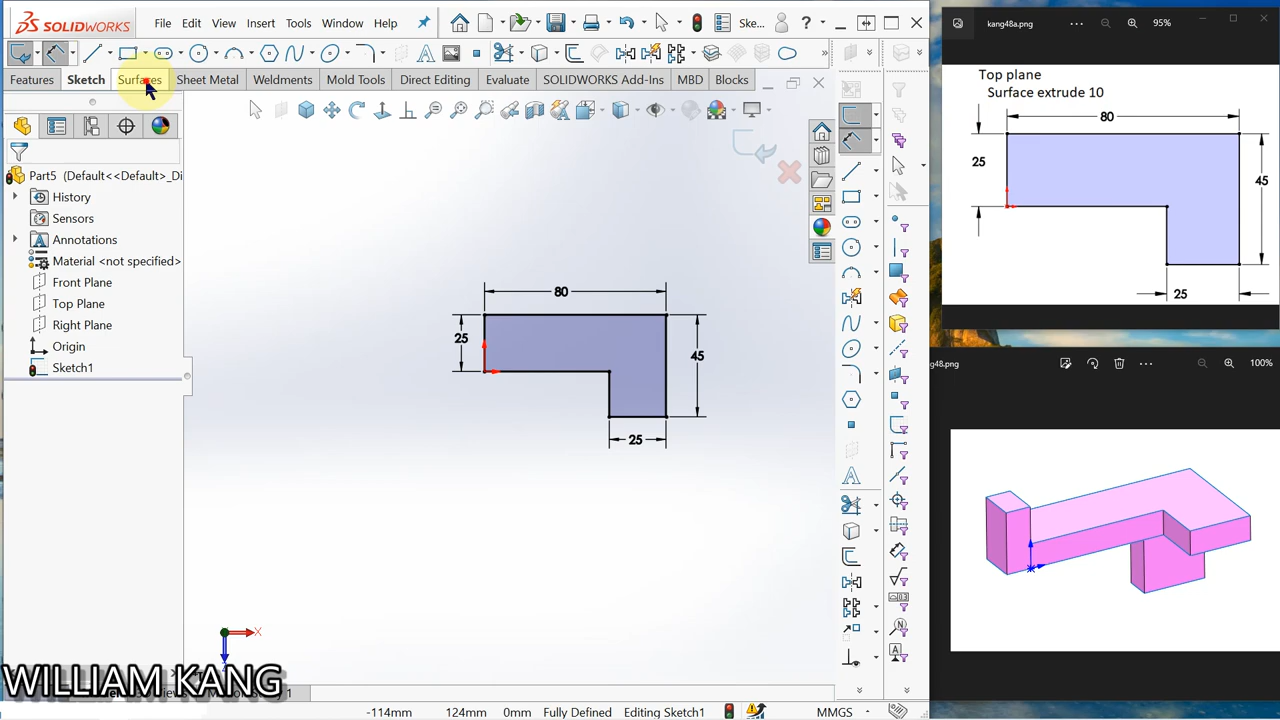 SOLIDWORKS File Edit View Insert Tools Window Help Ske... ?
Features Sketch Surfaces Sheet Metal Weldments Mold Tools Direct Editing Evaluate SOLIDWORKS Add-Ins MBD Blocks
Part5 (Default<<Default>_Di
History
Sensors
Annotations
Material <not specified>
Front Plane
Top Plane
Right Plane
Origin
Sketch1
80
25
45
25
X
WILLIAM KANG
1
-114mm 124mm 0mm Fully Defined Editing Sketch1 MMGS
kang48a.png 95%
Top plane
Surface extrude 10
80
25
45
25
g48.png 100%